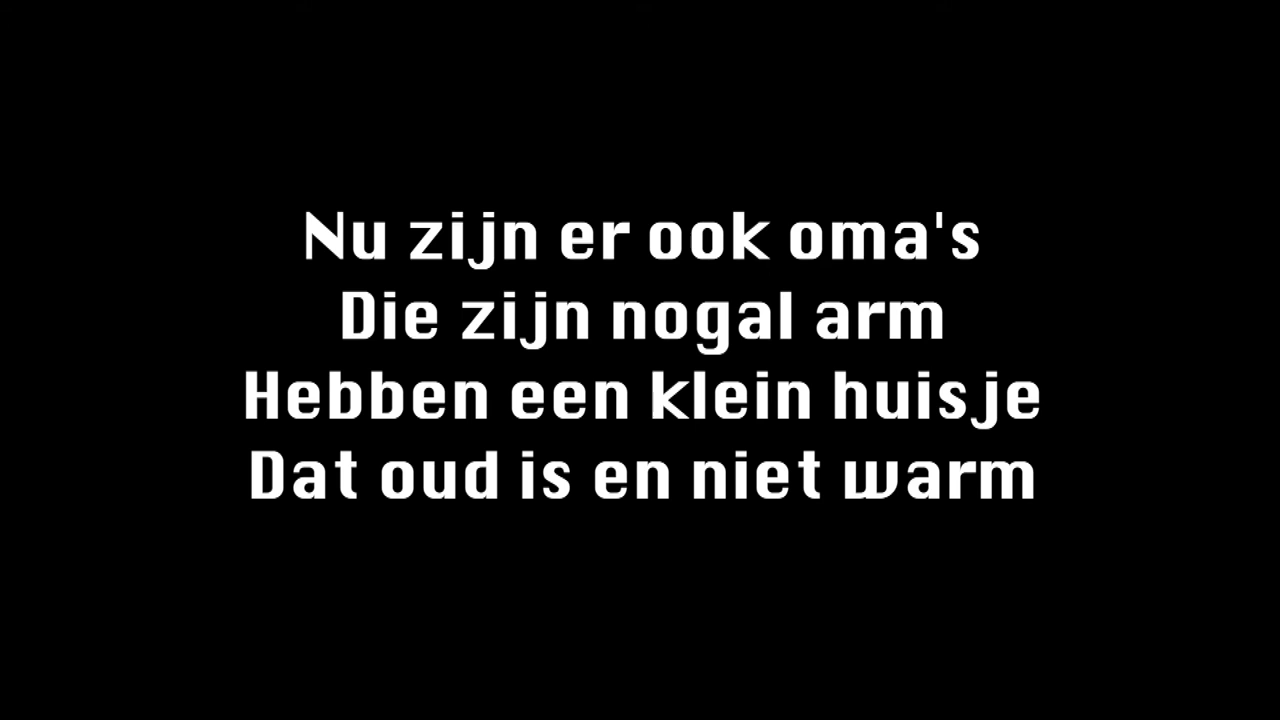 Nu zijn er ook oma's
Die zijn nogal arm
Hebben een klein huisje
Dat oud is en niet warm